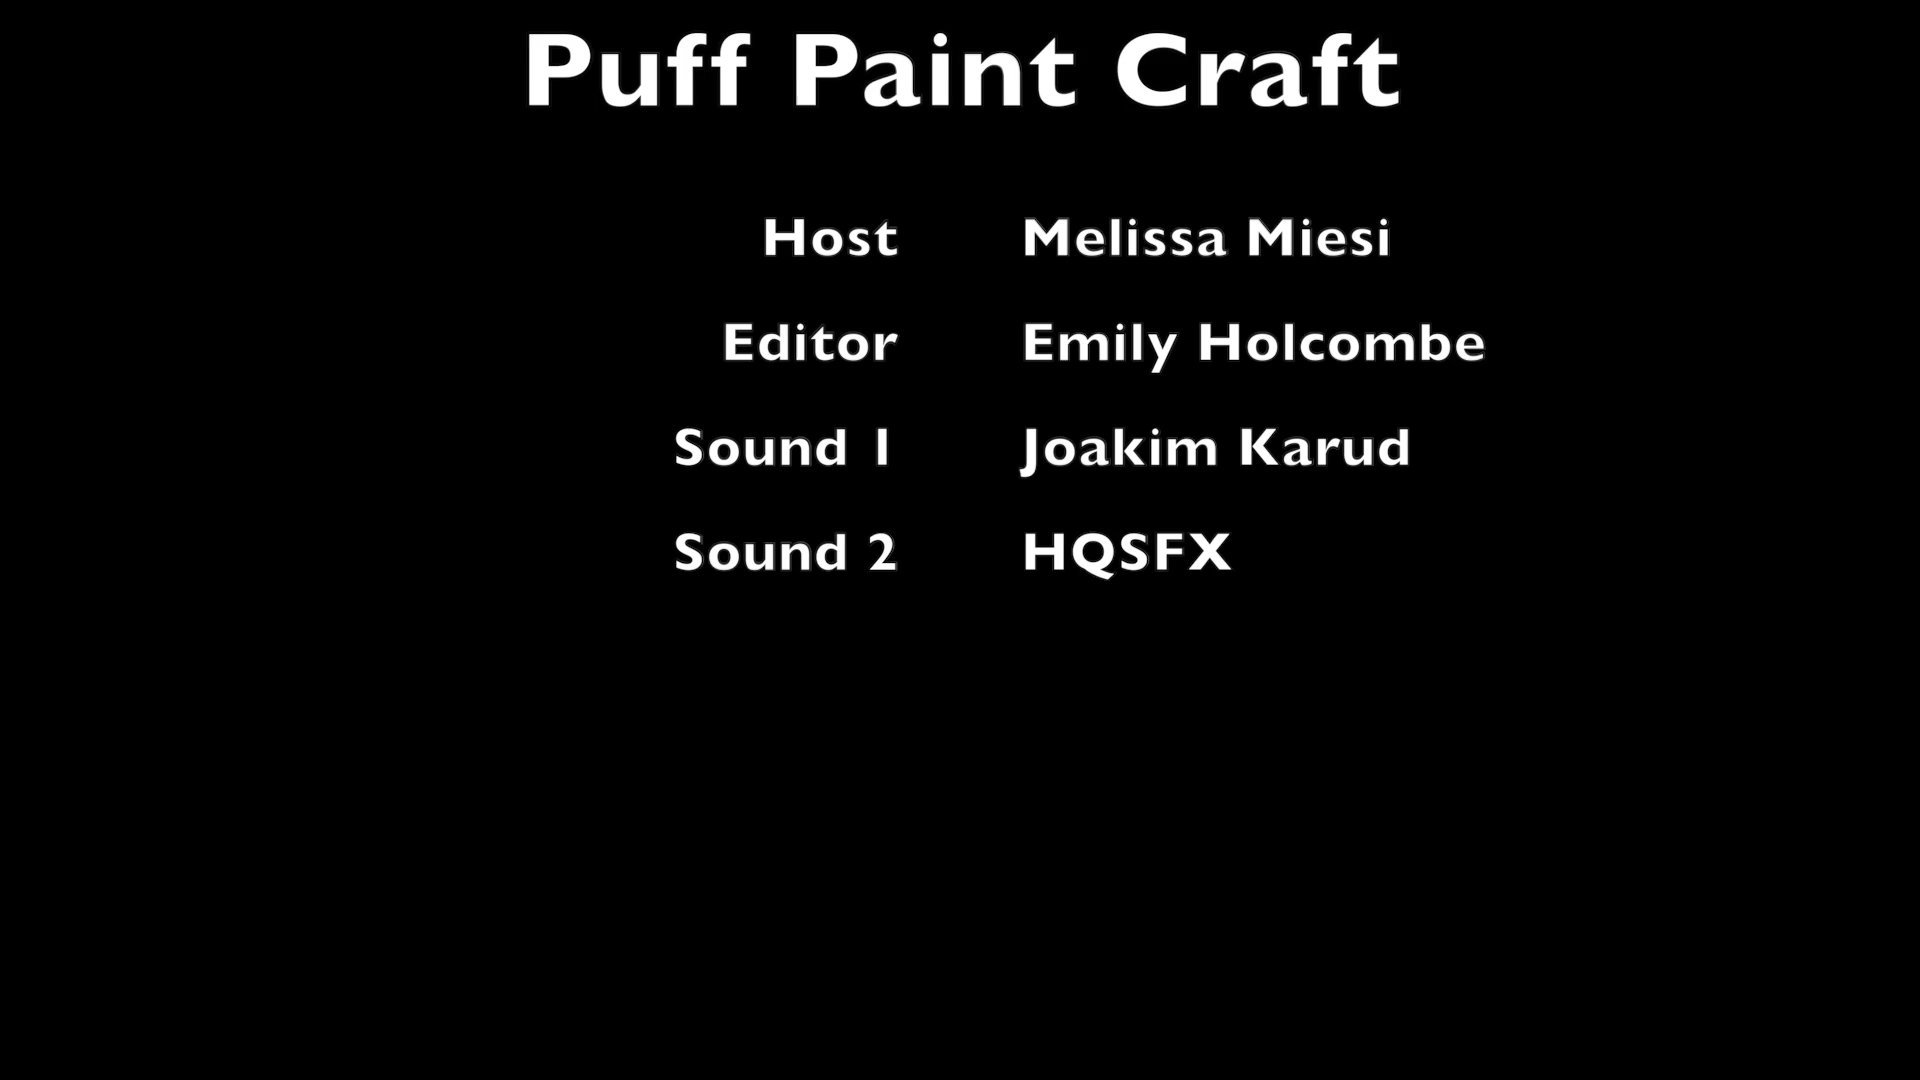 Puff Paint Craft
Host Melissa Miesi
Editor Emily Holcombe
Sound 1 Joakim Karud
Sound 2 HQSFX